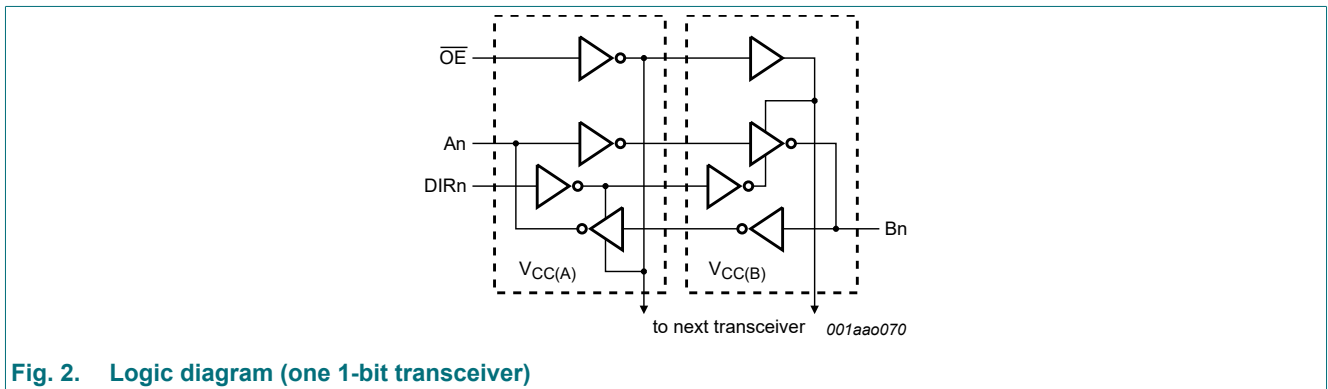 OE
An
DIRn
Bn
VCC(A)
VCC(B)
to next transceiver
001aao070
Fig. 2. Logic diagram (one 1-bit transceiver)